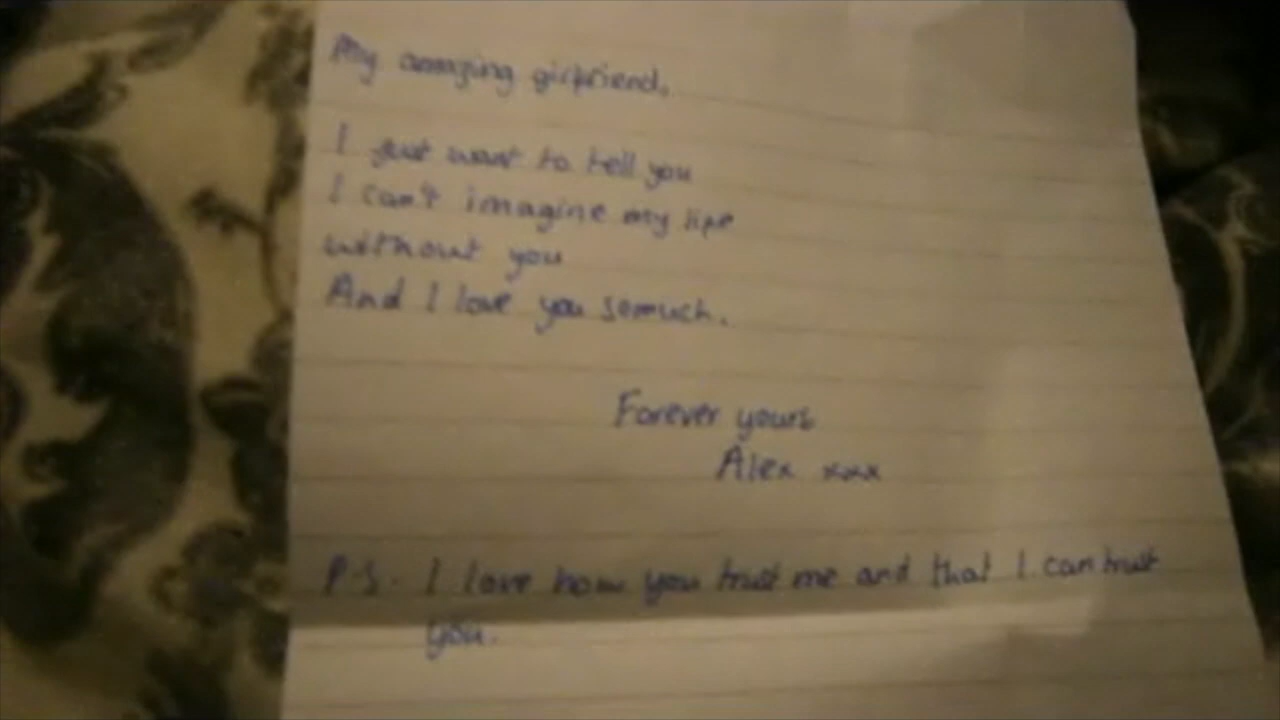 My amazing girlfriend,
I just want to tell you
I can't imagine my life
without you
And I love you somuch.
Forever yours
Alex xxx
P.S. I love how you trust me and that I can trust
you.